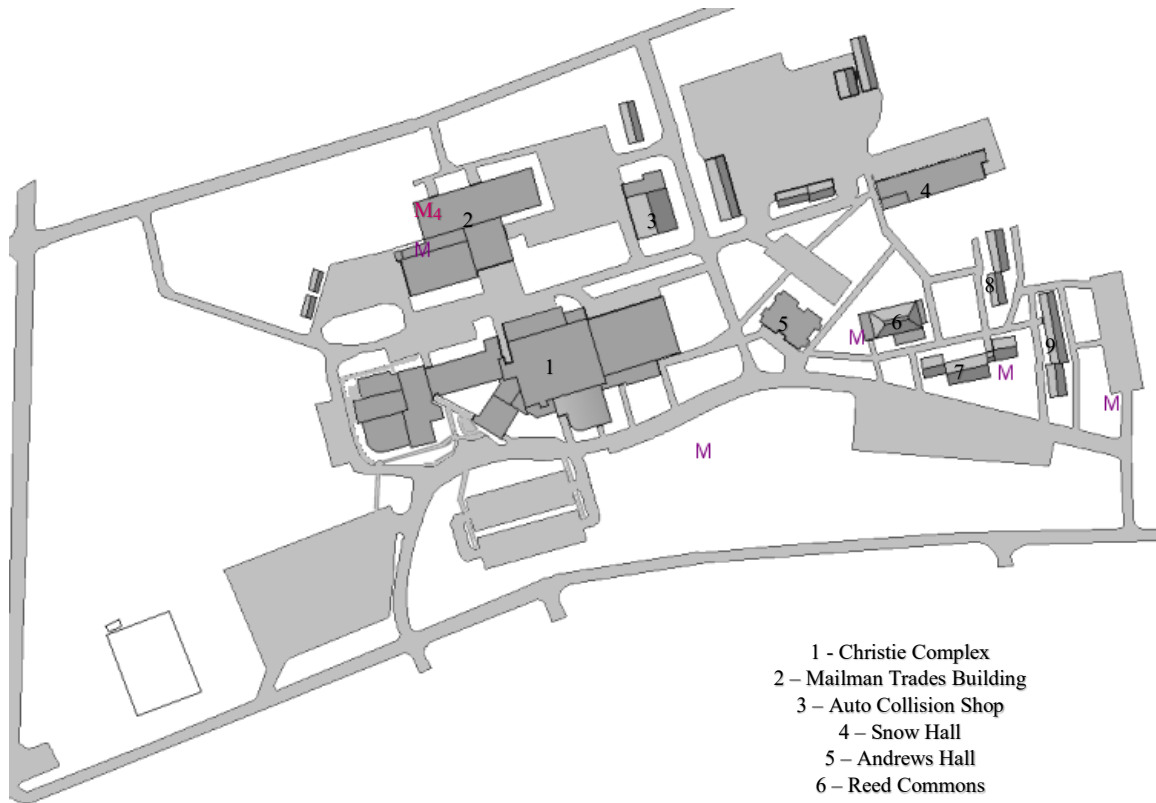 4
M4
2
3
M
8
5
6
M
9
1
7
M
M
M
1 - Christie Complex
2 – Mailman Trades Building
3 – Auto Collision Shop
4 – Snow Hall
5 – Andrews Hall
6 – Reed Commons